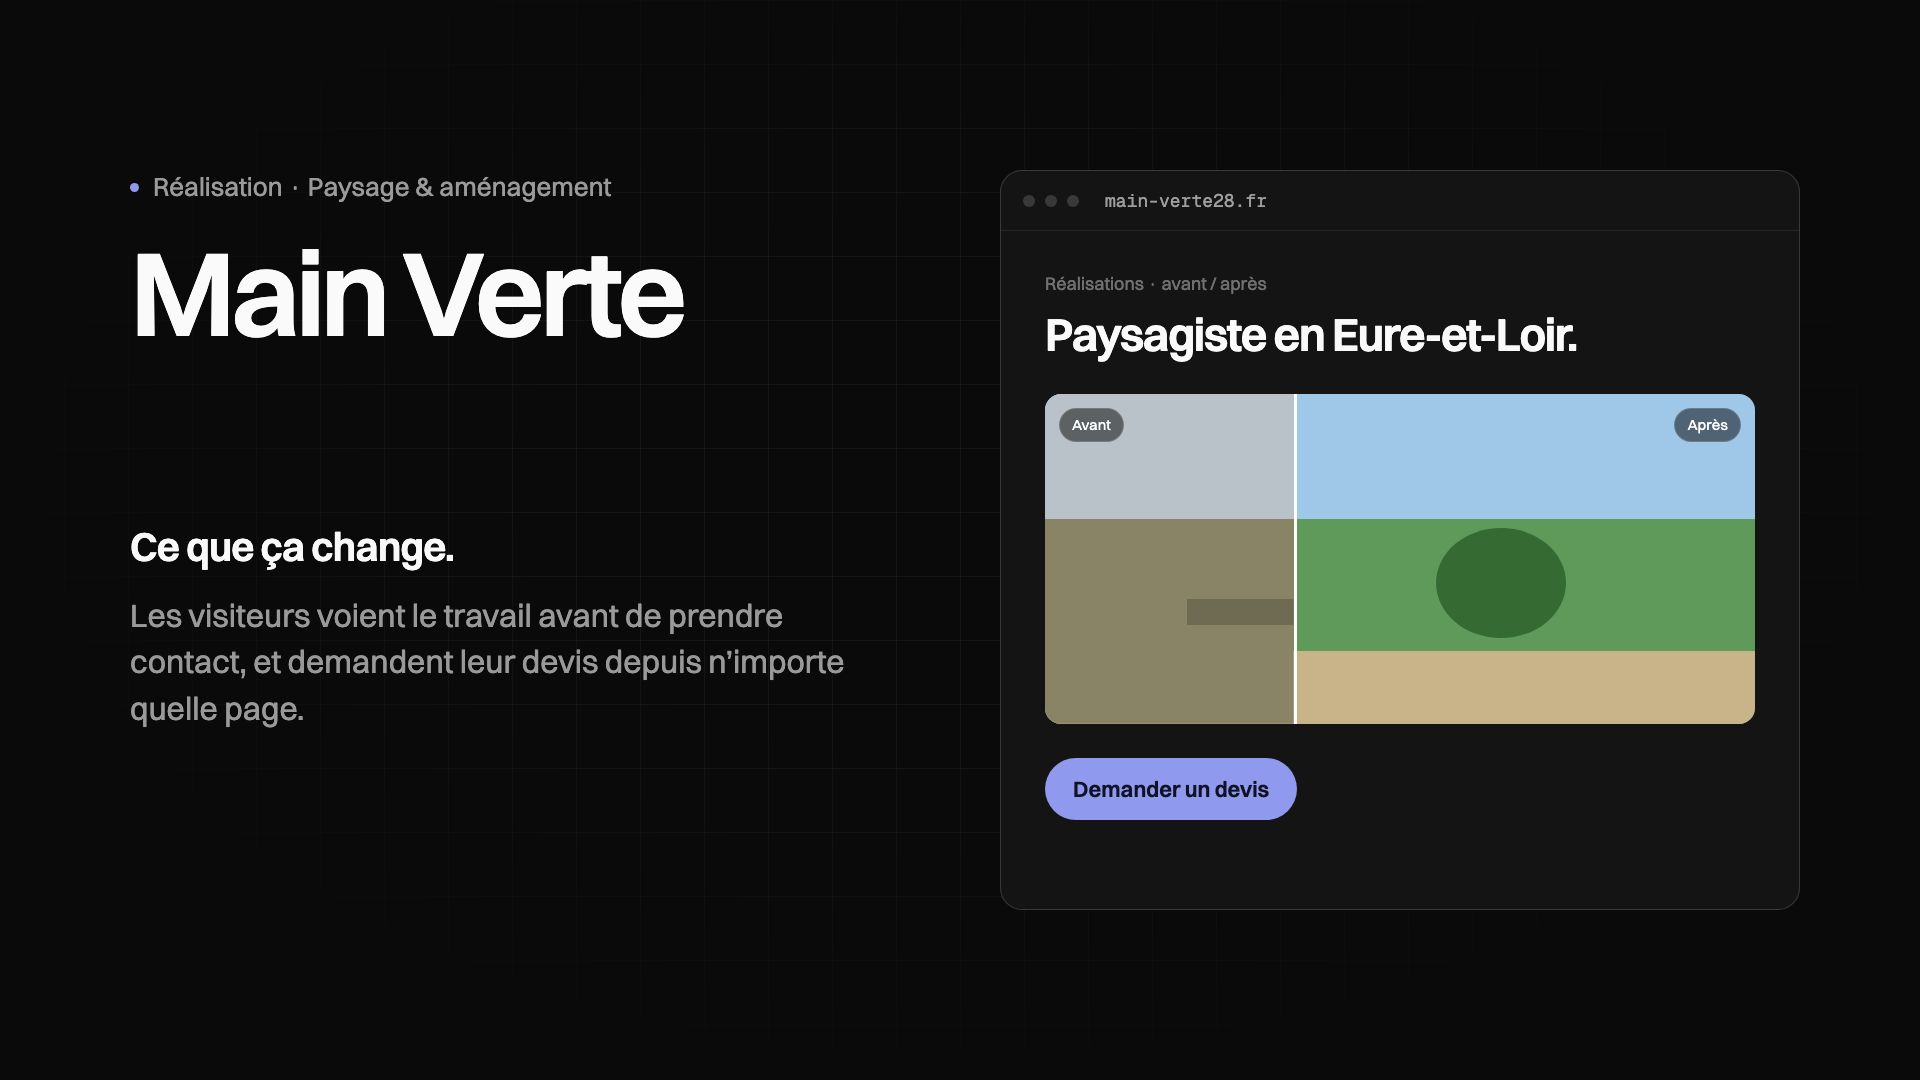 Réalisation · Paysage & aménagement
Main Verte
Ce que ça change.
Les visiteurs voient le travail avant de prendre
contact, et demandent leur devis depuis n’importe
quelle page.
main-verte28.fr
Réalisations · avant / après
Paysagiste en Eure-et-Loir.
Avant
Après
Demander un devis